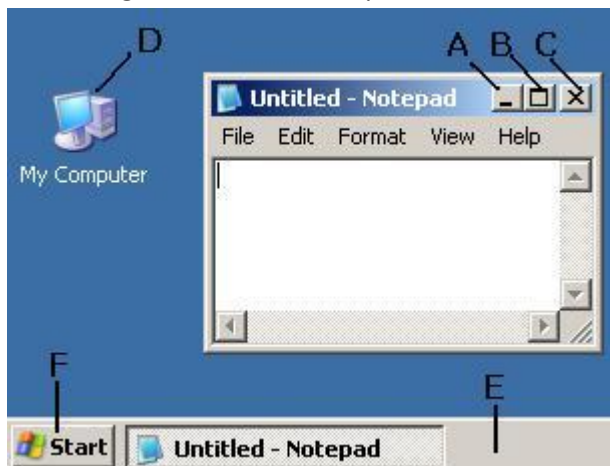 D
A B C
Untitled - Notepad
File Edit Format View Help
My Computer
F
E
Start Untitled - Notepad